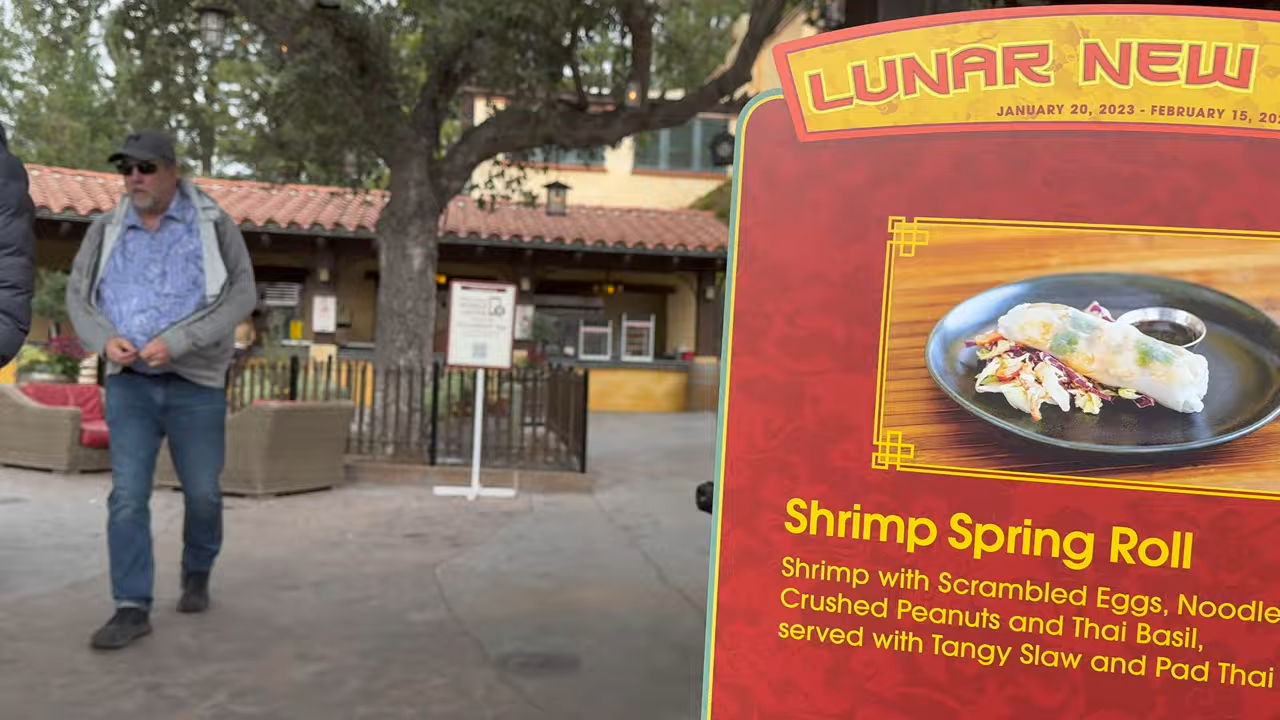 LUNAR NEW
JANUARY 20, 2023 - FEBRUARY 15, 20
Shrimp Spring Roll
Shrimp with Scrambled Eggs, Noodle
Crushed Peanuts and Thai Basil,
served with Tangy Slaw and Pad Thai